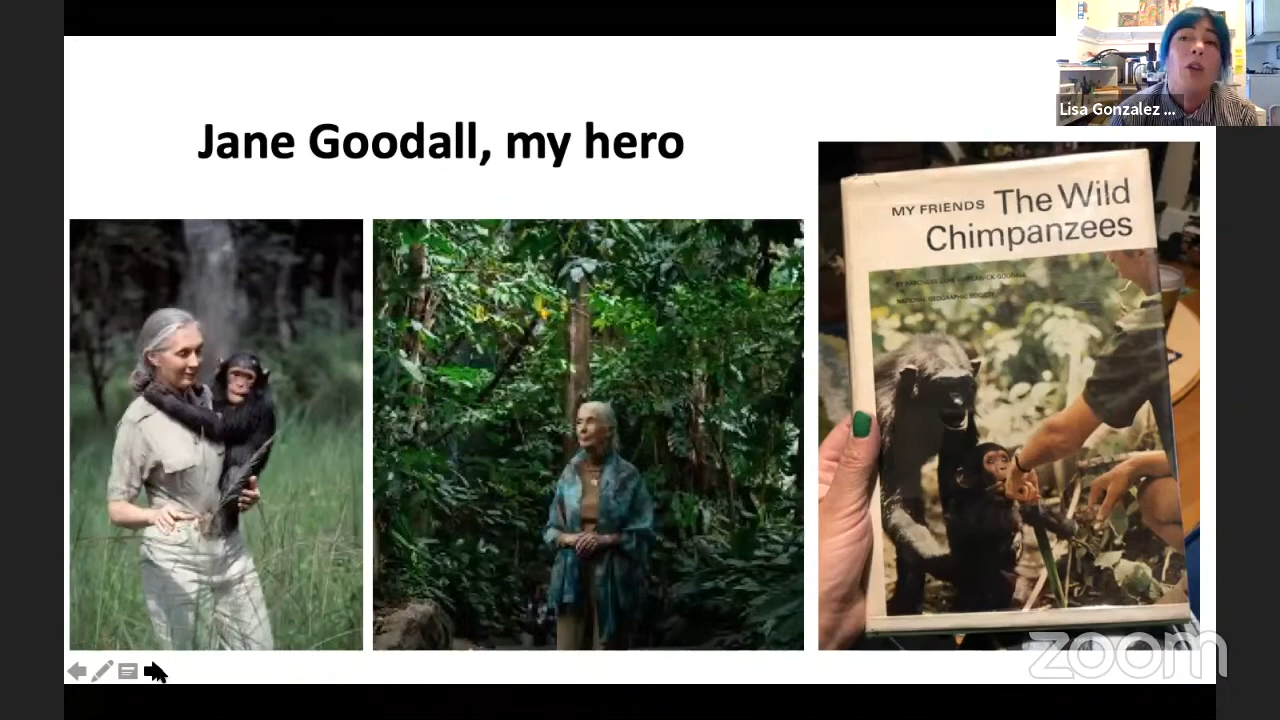 Lisa Gonzalez ...
Jane Goodall, my hero
MY FRIENDS The Wild
Chimpanzees
NATIONAL GEOGRAPHIC SOCIETY
zoom